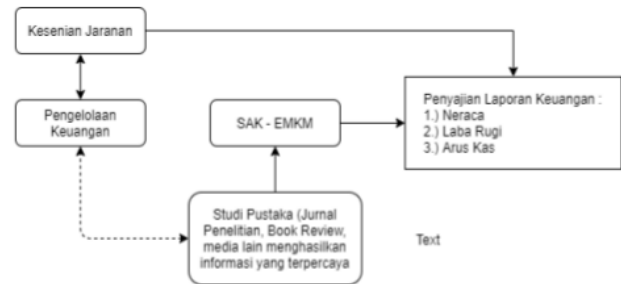 Kesenian Jaranan
Pengelolaan
Keuangan
SAK - EMKM
Penyajian Laporan Keuangan :
1.) Neraca
2.) Laba Rugi
3.) Arus Kas
Studi Pustaka (Jurnal
Penelitian, Book Review,
media lain menghasilkan
informasi yang terpercaya
Text